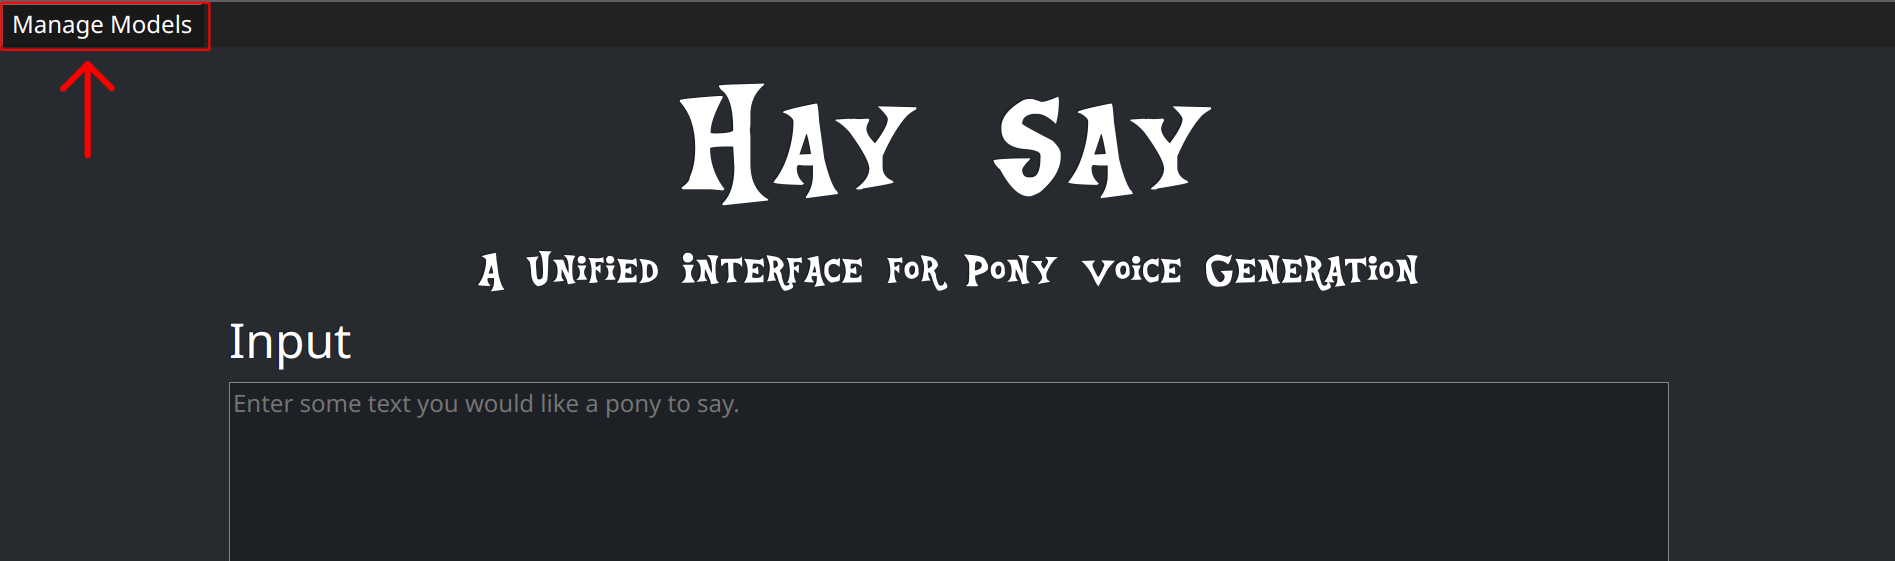 Manage Models
Hay Say
A Unified interface for Pony Voice Generation
Input
Enter some text you would like a pony to say.